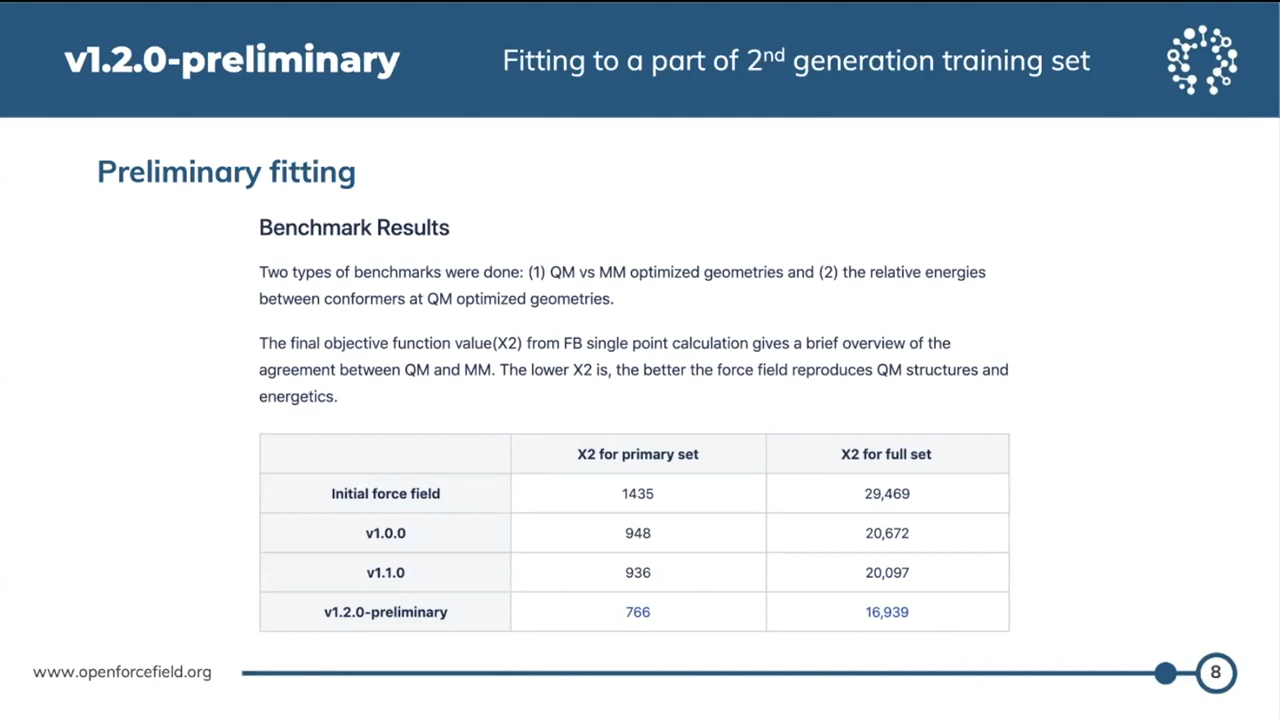 v1.2.0-preliminary
Fitting to a part of 2nd generation training set
Preliminary fitting
Benchmark Results
Two types of benchmarks were done: (1) QM vs MM optimized geometries and (2) the relative energies
between conformers at QM optimized geometries.
The final objective function value(X2) from FB single point calculation gives a brief overview of the
agreement between QM and MM. The lower X2 is, the better the force field reproduces QM structures and
energetics.
X2 for primary set X2 for full set
Initial force field 1435 29,469
v1.0.0 948 20,672
v1.1.0 936 20,097
v1.2.0-preliminary 766 16,939
www.openforcefield.org
8